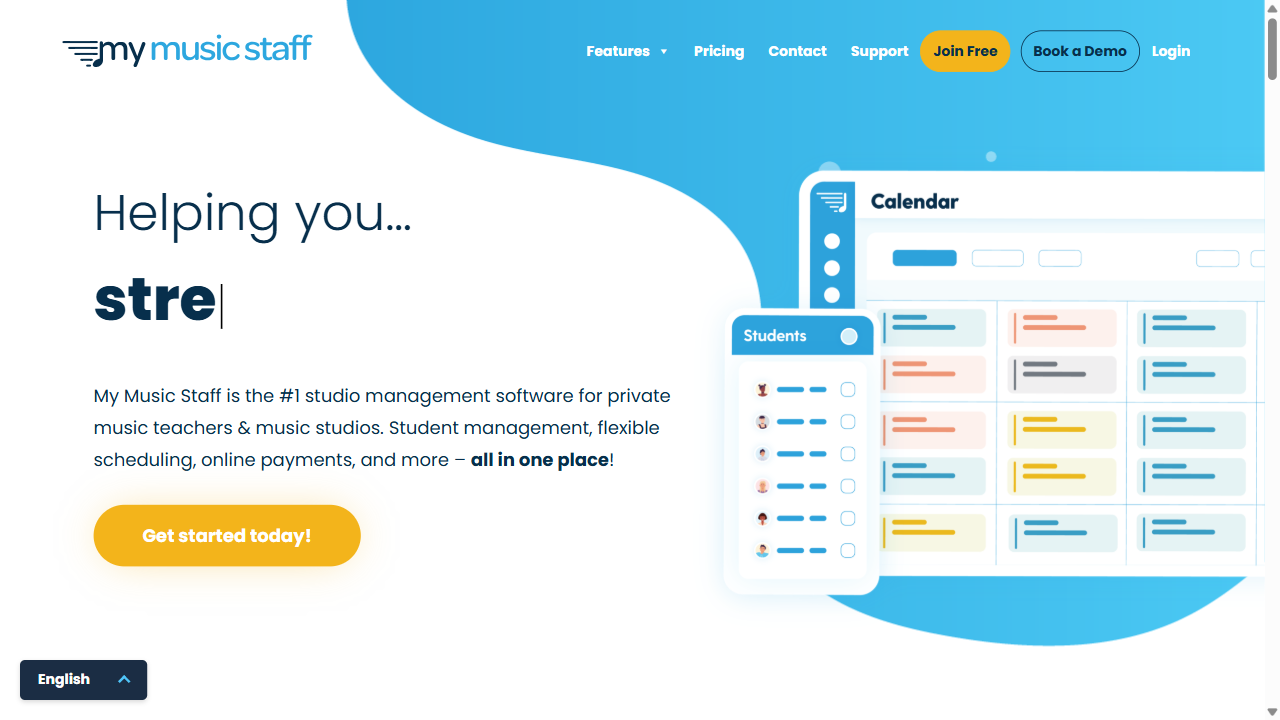 my music staff
Features Pricing Contact Support Join Free Book a Demo Login
Helping you...
stre
My Music Staff is the #1 studio management software for private
music teachers & music studios. Student management, flexible
scheduling, online payments, and more – all in one place!
Get started today!
Calendar
Students
English